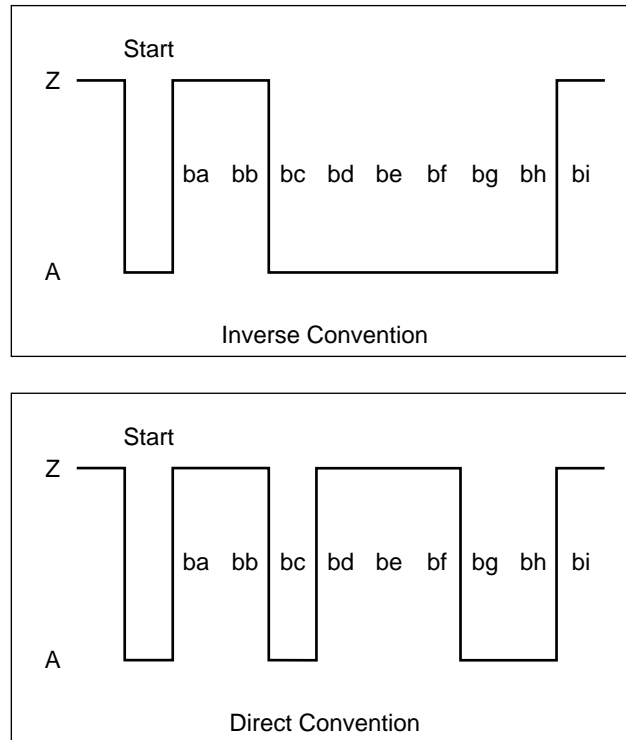 Start
Z
ba bb bc bd be bf bg bh bi
A
Inverse Convention
Start
Z
ba bb bc bd be bf bg bh bi
A
Direct Convention